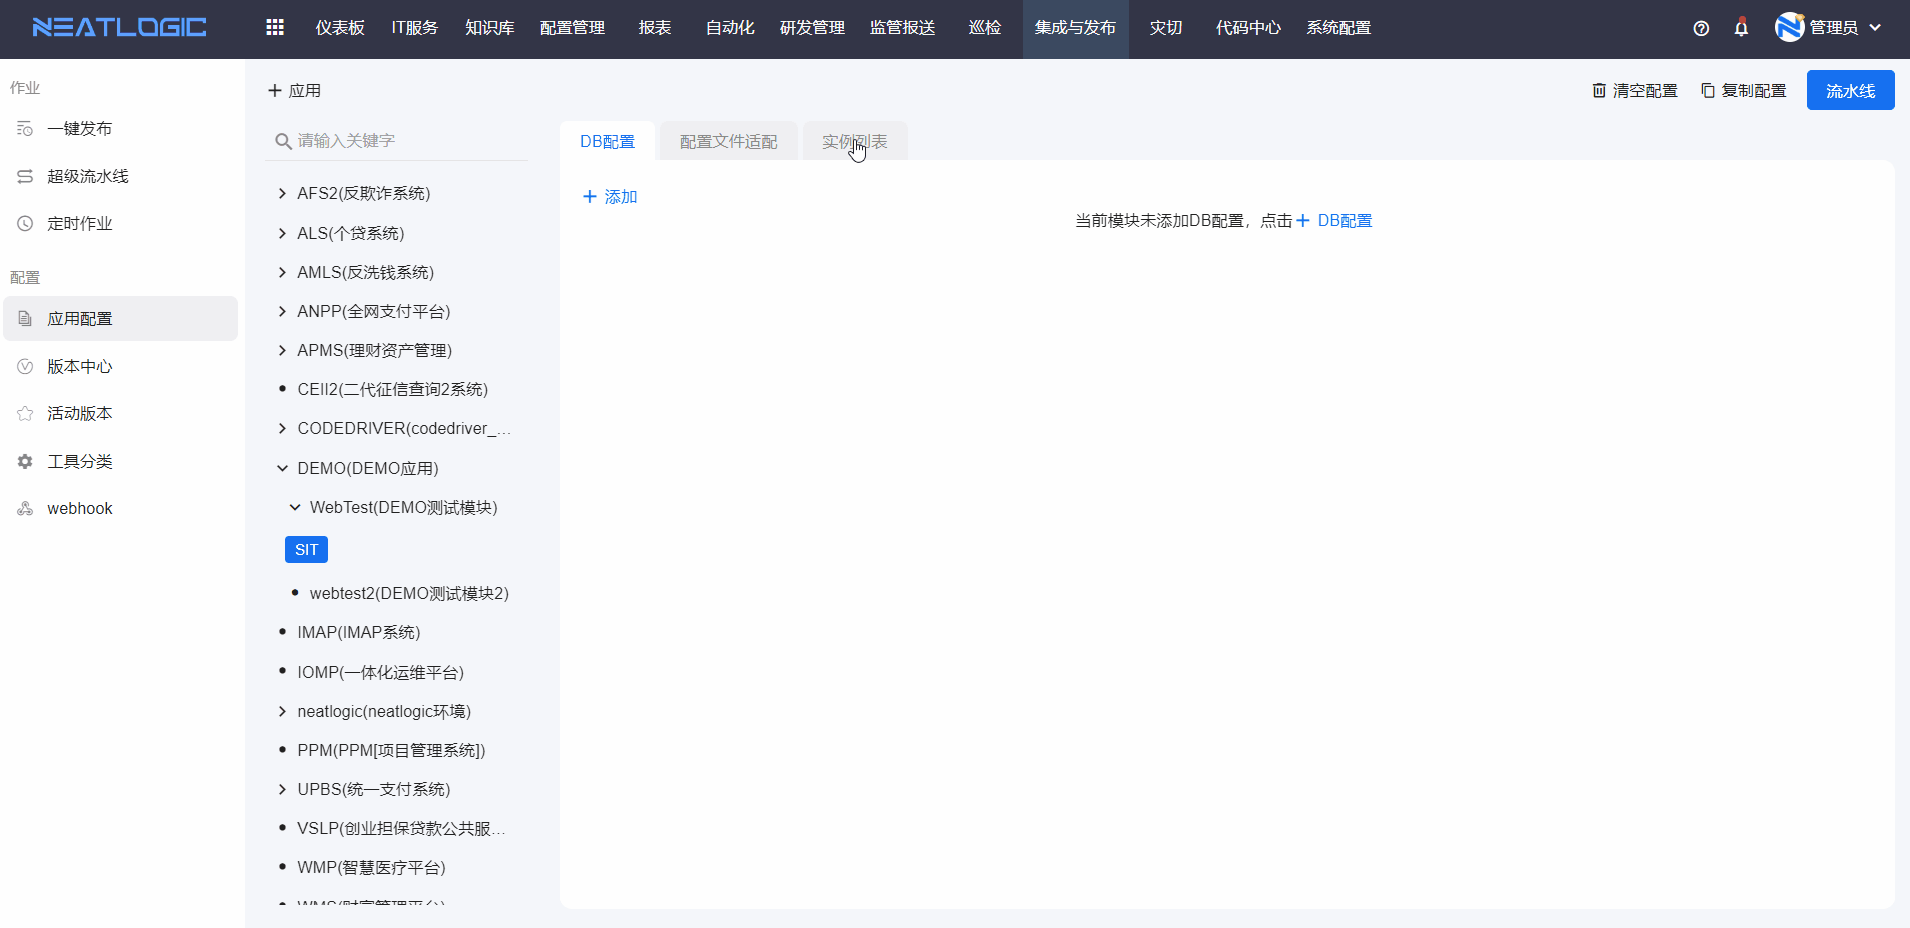 NEATLOGIC 仪表板 IT服务 知识库 配置管理 报表 自动化 研发管理 监管报送 巡检 集成与发布 灾切 代码中心 系统配置 管理员
作业
一键发布
超级流水线
定时作业
配置
应用配置
版本中心
活动版本
工具分类
webhook
应用
清空配置 复制配置 流水线
请输入关键字
AFS2(反欺诈系统)
ALS(个贷系统)
AMLS(反洗钱系统)
ANPP(全网支付平台)
APMS(理财资产管理)
CEII2(二代征信查询2系统)
CODEDRIVER(codedriver_...
DEMO(DEMO应用)
WebTest(DEMO测试模块)
SIT
webtest2(DEMO测试模块2)
IMAP(IMAP系统)
IOMP(一体化运维平台)
neatlogic(neatlogic环境)
PPM(PPM[项目管理系统])
UPBS(统一支付系统)
VSLP(创业担保贷款公共服...
WMP(智慧医疗平台)
WMS(财富管理平台)
DB配置 配置文件适配 实例列表
添加
当前模块未添加DB配置，点击 DB配置